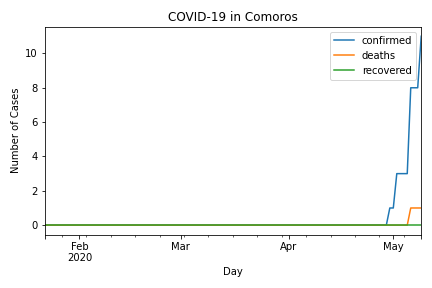 COVID-19 in Comoros
confirmed
deaths
recovered
Number of Cases
10
8
6
4
2
0
Feb
2020
Mar
Apr
May
Day